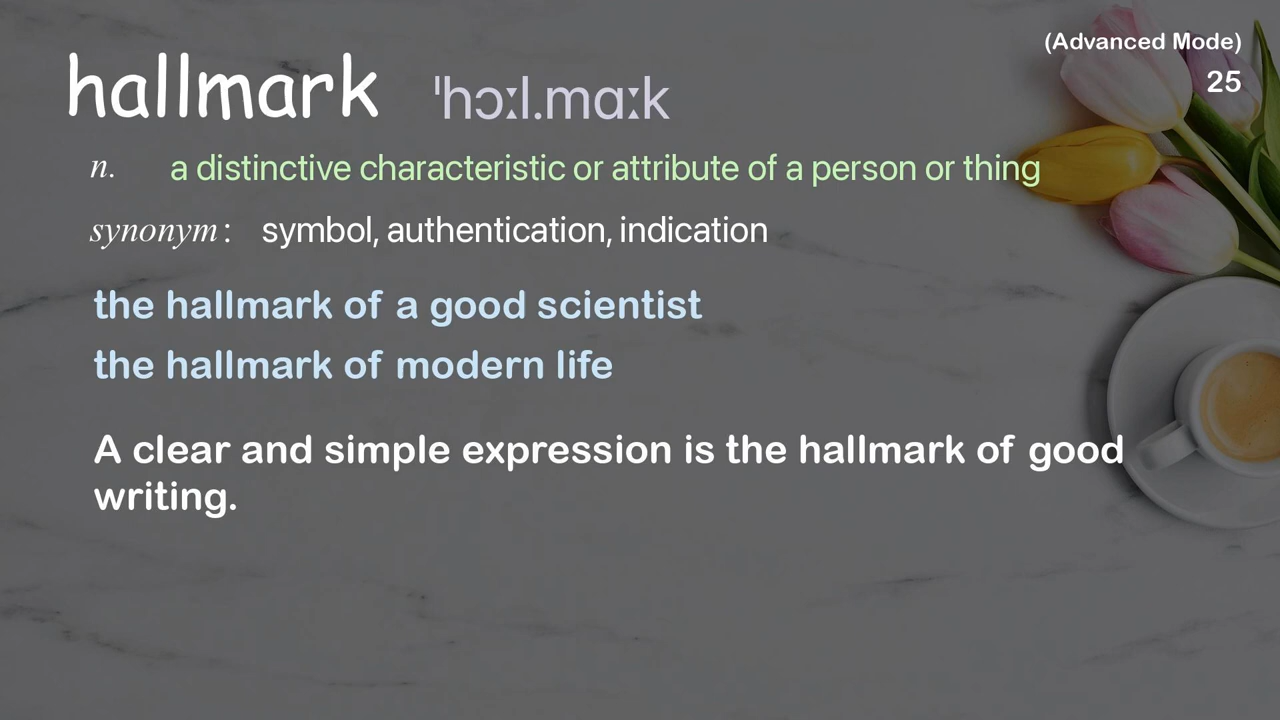 (Advanced Mode)
25
hallmark ˈhɔːl.mɑːk
n. a distinctive characteristic or attribute of a person or thing
synonym : symbol, authentication, indication
the hallmark of a good scientist
the hallmark of modern life
A clear and simple expression is the hallmark of good
writing.